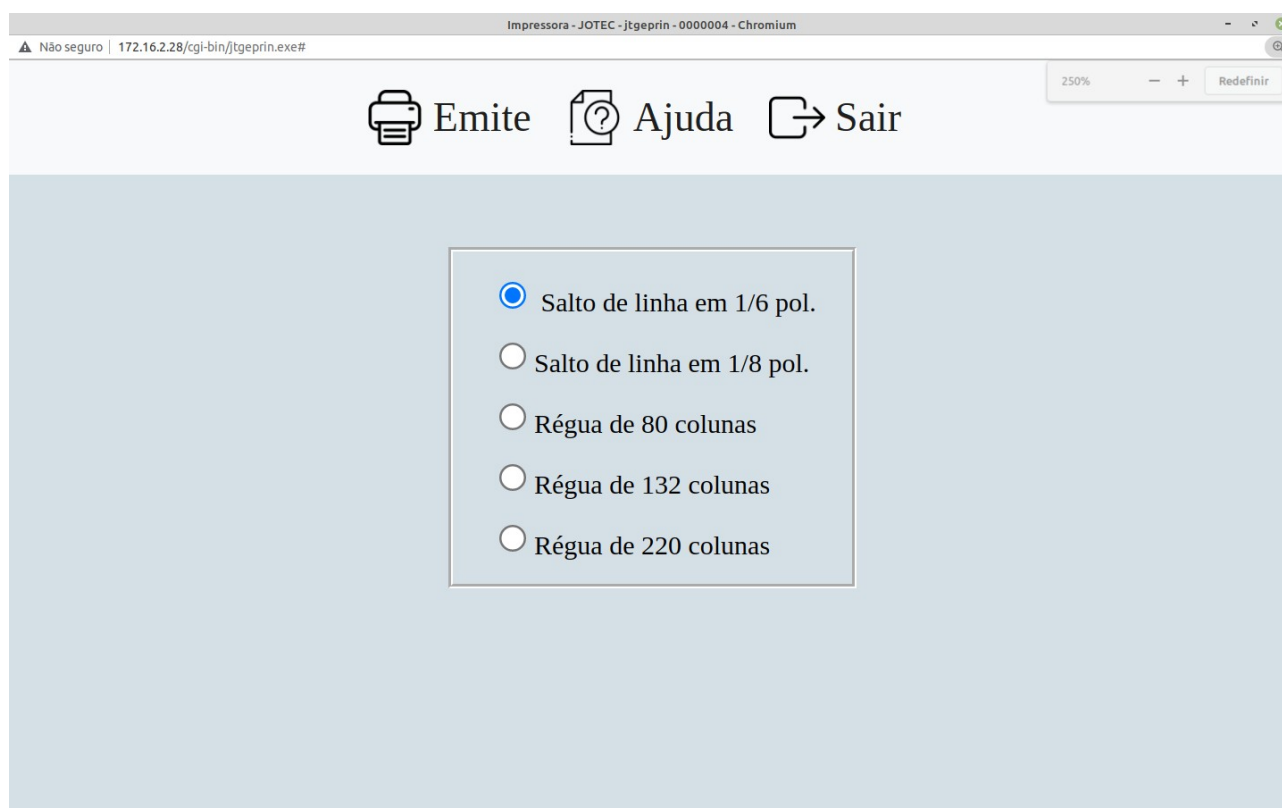 Impressora - JOTEC - jtgeprin - 0000004 - Chromium
Não seguro | 172.16.2.28/cgi-bin/jtgeprin.exe#
250% − + Redefinir
Emite Ajuda Sair
Salto de linha em 1/6 pol.
Salto de linha em 1/8 pol.
Régua de 80 colunas
Régua de 132 colunas
Régua de 220 colunas